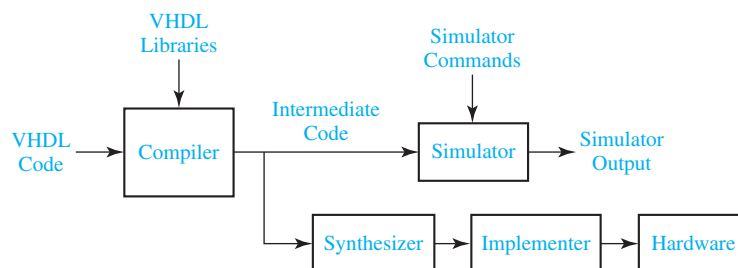 VHDL
Libraries
Simulator
Commands
Intermediate
Code
VHDL
Code
Compiler
Simulator
Simulator
Output
Synthesizer
Implementer
Hardware